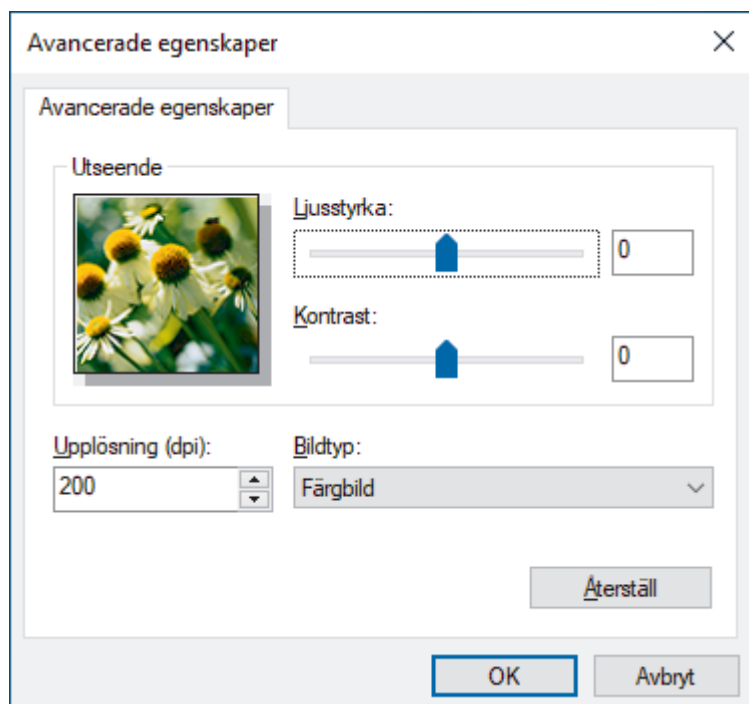 Avancerade egenskaper
Avancerade egenskaper
Utseende
Ljusstyrka:
0
Kontrast:
0
Upplösning (dpi):
200
Bildtyp:
Färgbild
Återställ
OK
Avbryt